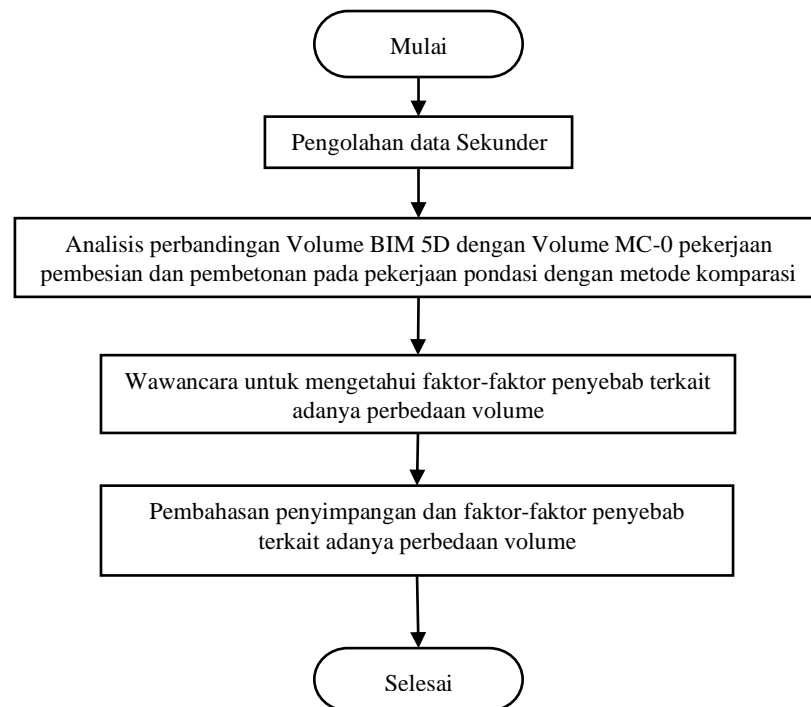 Mulai
Pengolahan data Sekunder
Analisis perbandingan Volume BIM 5D dengan Volume MC-0 pekerjaan
pembesian dan pembetonan pada pekerjaan pondasi dengan metode komparasi
Wawancara untuk mengetahui faktor-faktor penyebab terkait
adanya perbedaan volume
Pembahasan penyimpangan dan faktor-faktor penyebab
terkait adanya perbedaan volume
Selesai